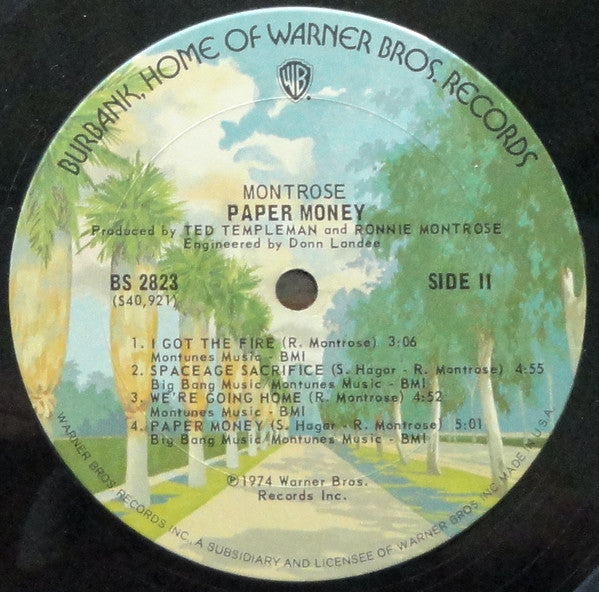 BURBANK, HOME OF WARNER BROS. RECORDS
WB
MONTROSE
PAPER MONEY
Produced by TED TEMPLEMAN and RONNIE MONTROSE
Engineered by Donn Landee
BS 2823
SIDE II
(S40,921)
1. I GOT THE FIRE (R. Montrose) 3:06
Montunes Music - BMI
2. SPACEAGE SACRIFICE (S. Hagar - R. Montrose) 4:55
Big Bang Music/Montunes Music - BMI
3. WE'RE GOING HOME (R. Montrose) 4:52
Montunes Music - BMI
4. PAPER MONEY (S. Hagar - R. Montrose) 5:01
Big Bang Music/Montunes Music - BMI
℗1974 Warner Bros.
Records Inc.
WARNER BROS. RECORDS INC., A SUBSIDIARY AND LICENSEE OF WARNER BROS. INC. MADE IN U.S.A.